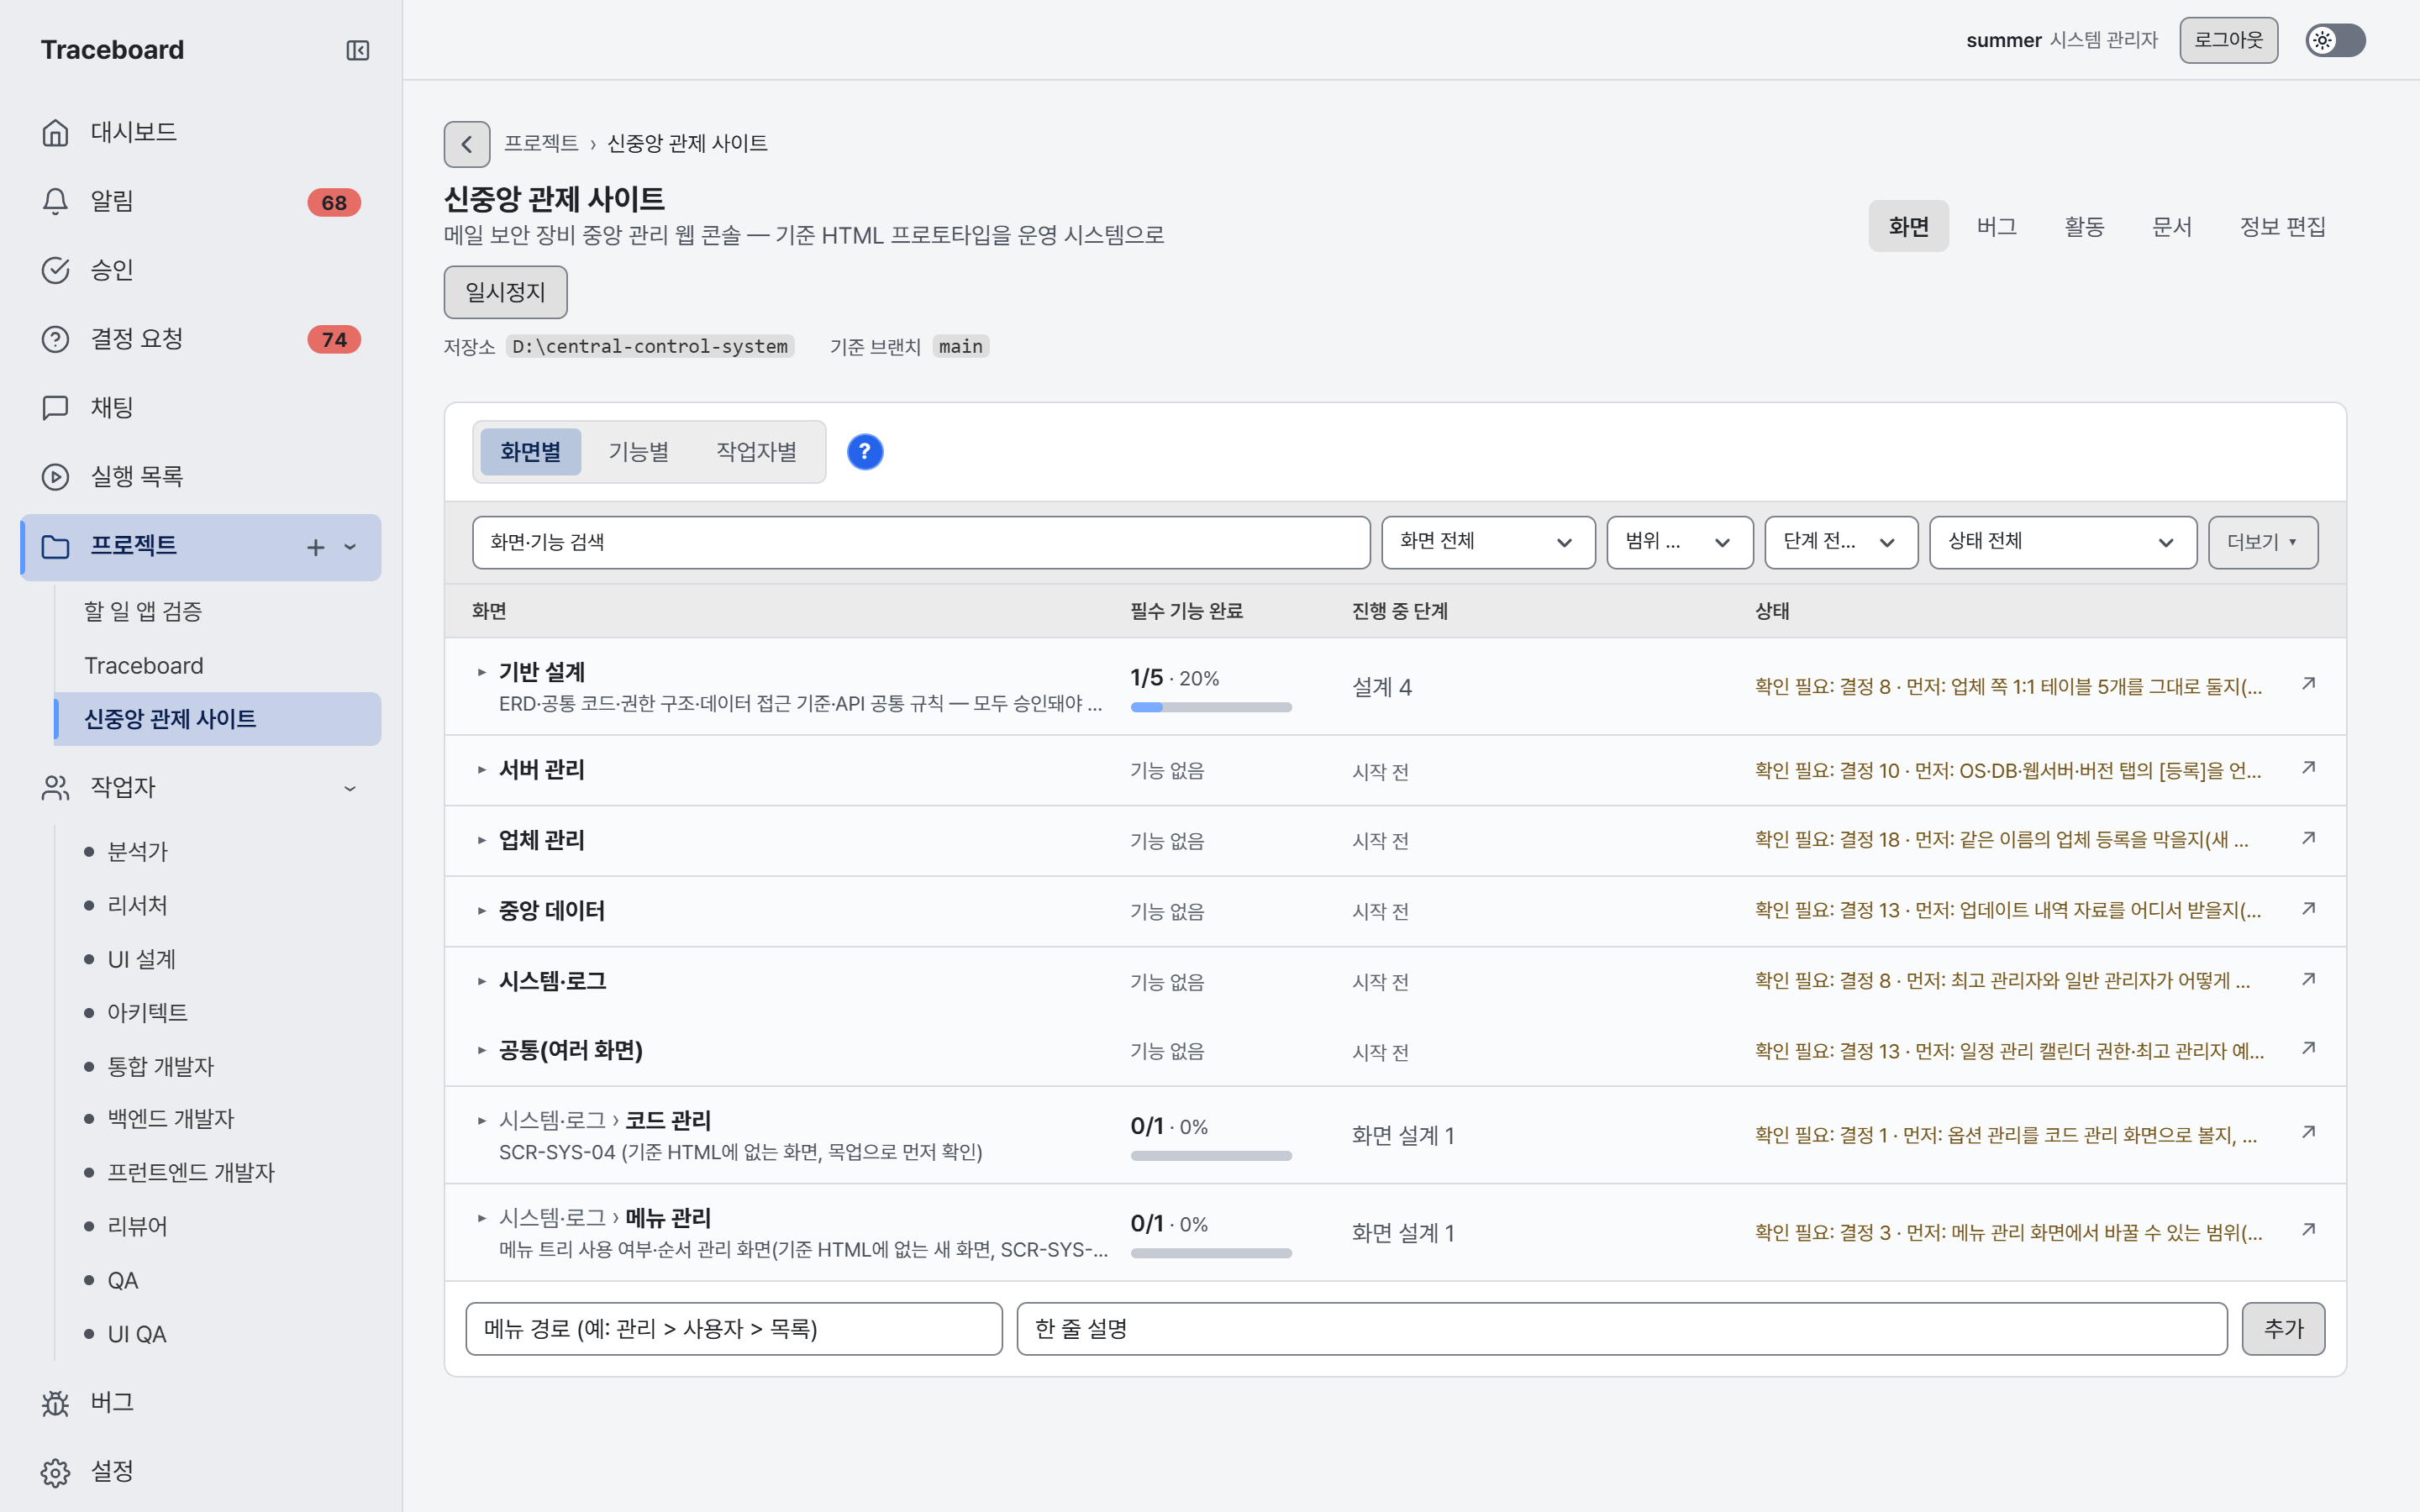 Traceboard
대시보드
알림 68
승인
결정 요청 74
채팅
실행 목록
프로젝트
할 일 앱 검증
Traceboard
신중앙 관제 사이트
작업자
분석가
리서처
UI 설계
아키텍트
통합 개발자
백엔드 개발자
프런트엔드 개발자
리뷰어
QA
UI QA
버그
설정
summer 시스템 관리자 로그아웃
프로젝트 › 신중앙 관제 사이트
신중앙 관제 사이트
메일 보안 장비 중앙 관리 웹 콘솔 — 기준 HTML 프로토타입을 운영 시스템으로
화면 버그 활동 문서 정보 편집
일시정지
저장소 D:\central-control-system 기준 브랜치 main
화면별 기능별 작업자별 ?
화면·기능 검색 화면 전체 범위 ... 단계 전... 상태 전체 더보기 ▾
화면 필수 기능 완료 진행 중 단계 상태
▸ 기반 설계 1/5 · 20% 설계 4 확인 필요: 결정 8 · 먼저: 업체 쪽 1:1 테이블 5개를 그대로 둘지(... ↗
ERD·공통 코드·권한 구조·데이터 접근 기준·API 공통 규칙 — 모두 승인돼야 ...
▸ 서버 관리 기능 없음 시작 전 확인 필요: 결정 10 · 먼저: OS·DB·웹서버·버전 탭의 [등록]을 언... ↗
▸ 업체 관리 기능 없음 시작 전 확인 필요: 결정 18 · 먼저: 같은 이름의 업체 등록을 막을지(새 ... ↗
▸ 중앙 데이터 기능 없음 시작 전 확인 필요: 결정 13 · 먼저: 업데이트 내역 자료를 어디서 받을지(... ↗
▸ 시스템·로그 기능 없음 시작 전 확인 필요: 결정 8 · 먼저: 최고 관리자와 일반 관리자가 어떻게 ... ↗
▸ 공통(여러 화면) 기능 없음 시작 전 확인 필요: 결정 13 · 먼저: 일정 관리 캘린더 권한·최고 관리자 예... ↗
▸ 시스템·로그 › 코드 관리 0/1 · 0% 화면 설계 1 확인 필요: 결정 1 · 먼저: 옵션 관리를 코드 관리 화면으로 볼지, ... ↗
SCR-SYS-04 (기준 HTML에 없는 화면, 목업으로 먼저 확인)
▸ 시스템·로그 › 메뉴 관리 0/1 · 0% 화면 설계 1 확인 필요: 결정 3 · 먼저: 메뉴 관리 화면에서 바꿀 수 있는 범위(... ↗
메뉴 트리 사용 여부·순서 관리 화면(기준 HTML에 없는 새 화면, SCR-SYS-...
메뉴 경로 (예: 관리 > 사용자 > 목록) 한 줄 설명 추가